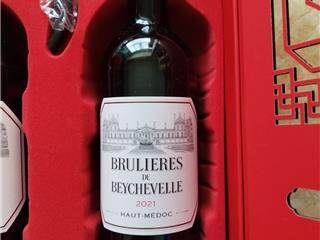 BRULIERES
DE
BEYCHEVELLE
2021
HAUT-MÉDOC